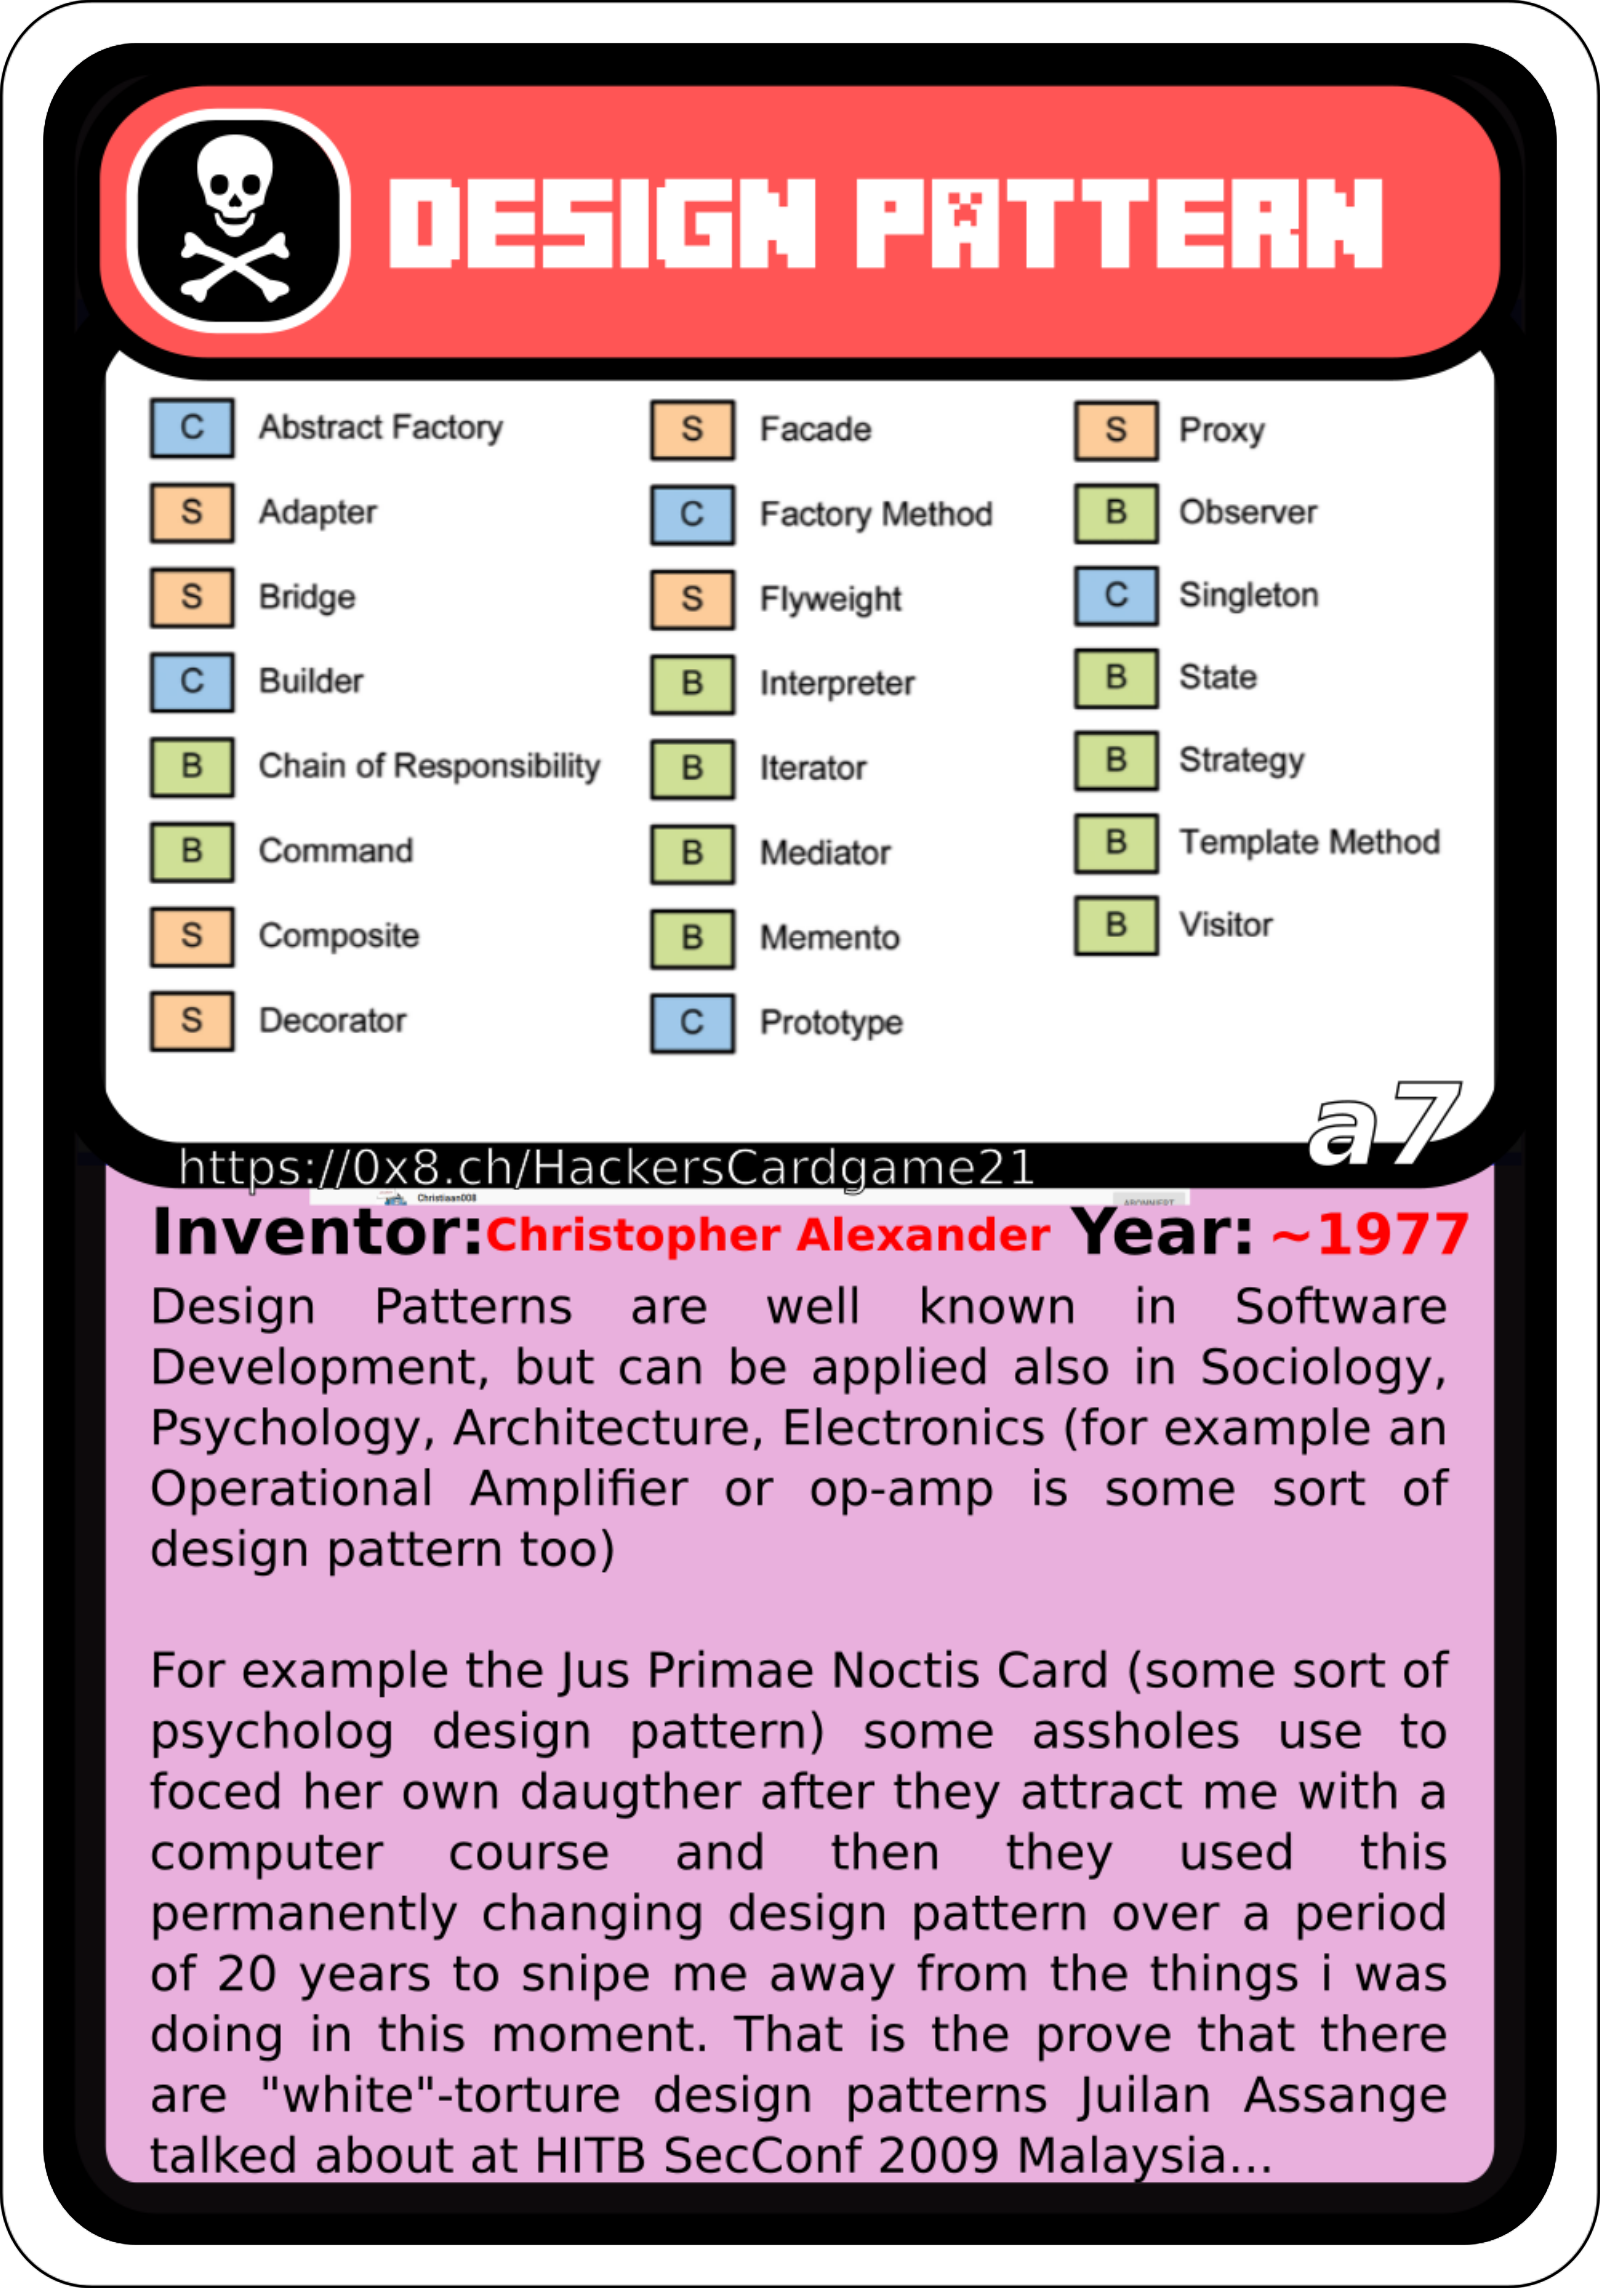 DESIGN PATTERN
C Abstract Factory
S Adapter
S Bridge
C Builder
B Chain of Responsibility
B Command
S Composite
S Decorator
S Facade
C Factory Method
S Flyweight
B Interpreter
B Iterator
B Mediator
B Memento
C Prototype
S Proxy
B Observer
C Singleton
B State
B Strategy
B Template Method
B Visitor
a7
https://0x8.ch/HackersCardgame21
Christiaan008 ABONNIERT
Inventor:Christopher Alexander Year: ~1977
Design Patterns are well known in Software
Development, but can be applied also in Sociology,
Psychology, Architecture, Electronics (for example an
Operational Amplifier or op-amp is some sort of
design pattern too)
For example the Jus Primae Noctis Card (some sort of
psycholog design pattern) some assholes use to
foced her own daugther after they attract me with a
computer course and then they used this
permanently changing design pattern over a period
of 20 years to snipe me away from the things i was
doing in this moment. That is the prove that there
are "white"-torture design patterns Juilan Assange
talked about at HITB SecConf 2009 Malaysia...